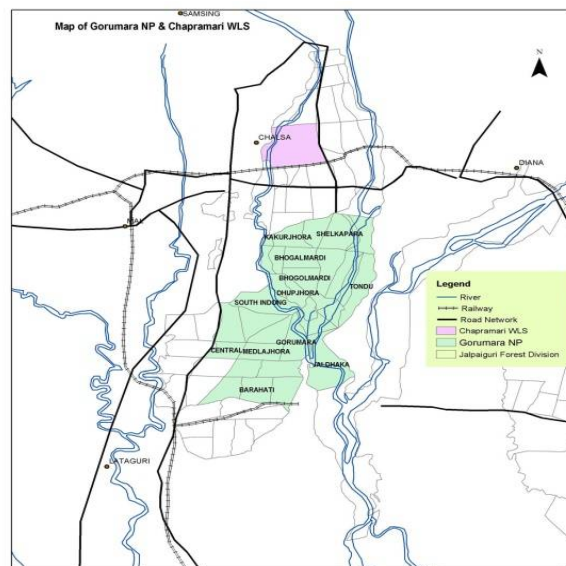 SAMSING
Map of Gorumara NP & Chapramari WLS
N
CHALSA
DIANA
MAL
KAKURJHORA
SHELKAPARA
BHOGALMARDI
BHOGOLMARDI
TONDU
DHUPJHORA
SOUTH INDONG
GORUMARA
CENTRAL
MEDLAJHORA
JALDHAKA
BARAHATI
LATAGURI
Legend
River
Railway
Road Network
Chapramari WLS
Gorumara NP
Jalpaiguri Forest Division